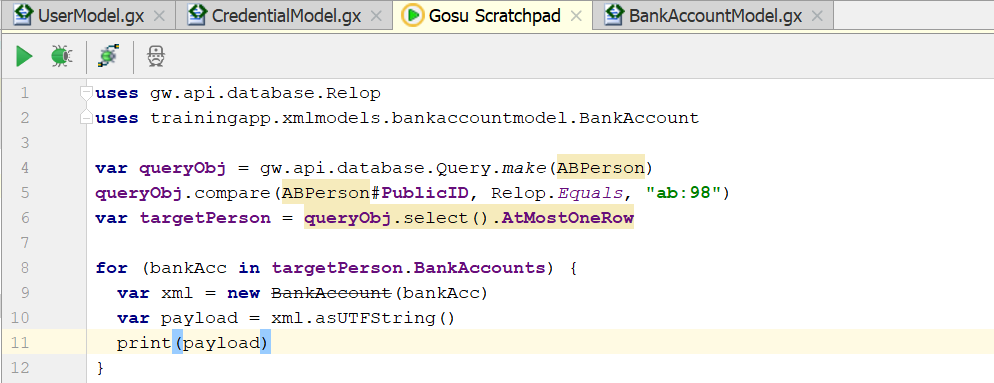 UserModel.gx CredentialModel.gx Gosu Scratchpad BankAccountModel.gx
1 uses gw.api.database.Relop
2 uses trainingapp.xmlmodels.bankaccountmodel.BankAccount
3
4 var queryObj = gw.api.database.Query.make(ABPerson)
5 queryObj.compare(ABPerson#PublicID, Relop.Equals, "ab:98")
6 var targetPerson = queryObj.select().AtMostOneRow
7
8 for (bankAcc in targetPerson.BankAccounts) {
9   var xml = new BankAccount(bankAcc)
10   var payload = xml.asUTFString()
11   print(payload)
12 }